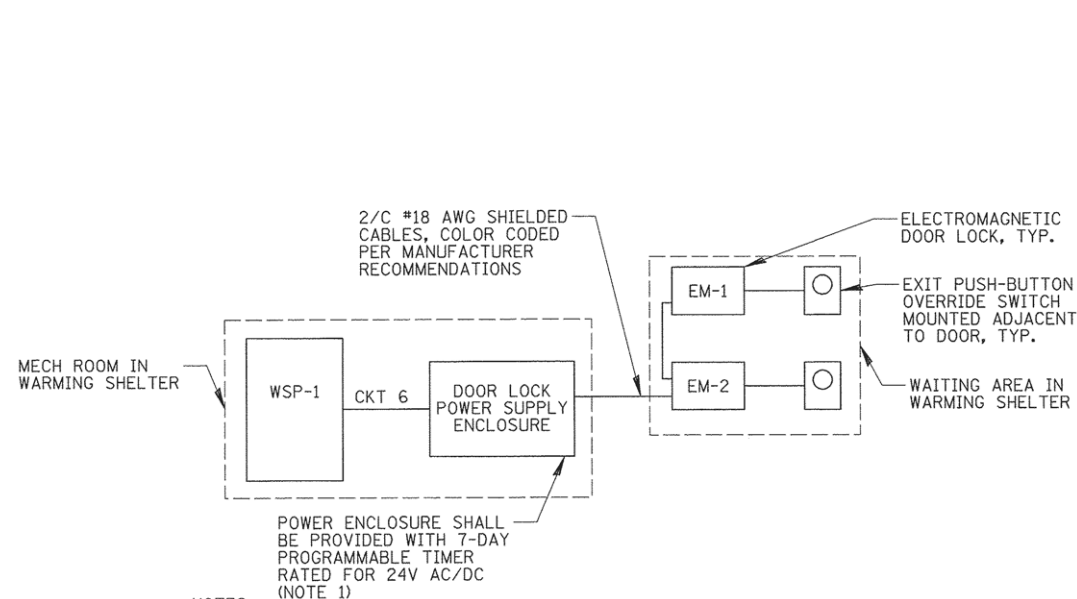 2/C #18 AWG SHIELDED
CABLES, COLOR CODED
PER MANUFACTURER
RECOMMENDATIONS
ELECTROMAGNETIC
DOOR LOCK, TYP.
EM-1
EXIT PUSH-BUTTON
OVERRIDE SWITCH
MOUNTED ADJACENT
TO DOOR, TYP.
MECH ROOM IN
WARMING SHELTER
WSP-1
CKT 6
DOOR LOCK
POWER SUPPLY
ENCLOSURE
EM-2
WAITING AREA IN
WARMING SHELTER
POWER ENCLOSURE SHALL
BE PROVIDED WITH 7-DAY
PROGRAMMABLE TIMER
RATED FOR 24V AC/DC
(NOTE 1)